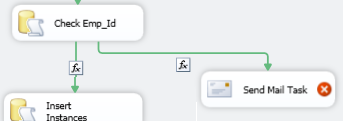 Check Emp_Id
fx
fx
Send Mail Task
Insert
Instances